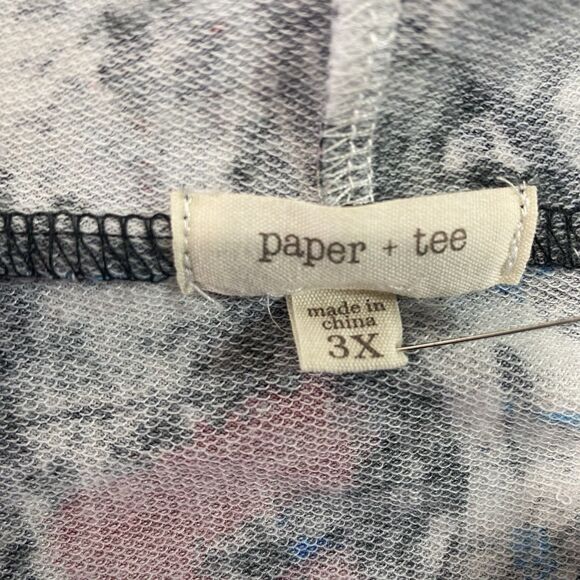 paper + tee
made in
china
3X